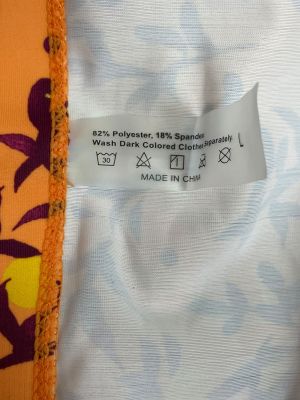 82% Polyester, 18% Spandex
Wash Dark Colored Clothes Separately.
L
30
MADE IN CHINA